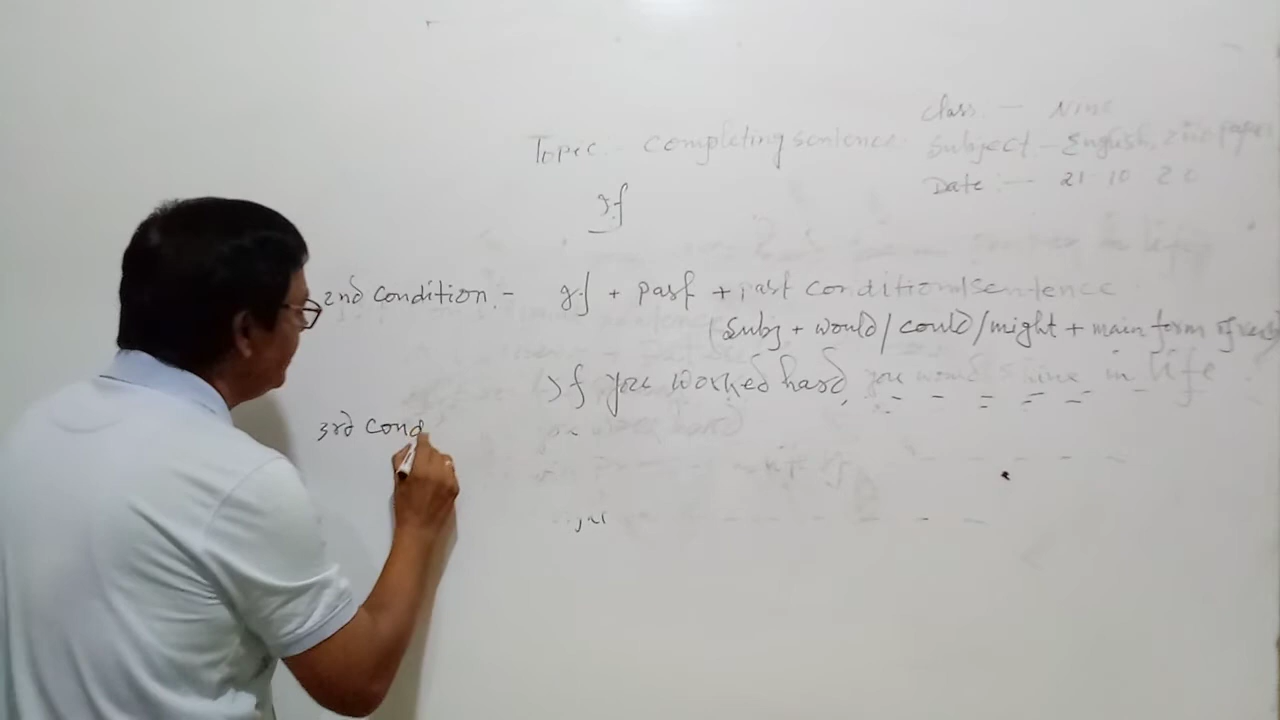 Class :- Nine
Topic :- Completing sentence. Subject - English, 2nd paper
Date :- 21 10 20
If
2nd condition. - If + past + past conditional sentence
(Subj + would/could/might + main form of verb
If you worked hard, you would shine in life
3rd Cond